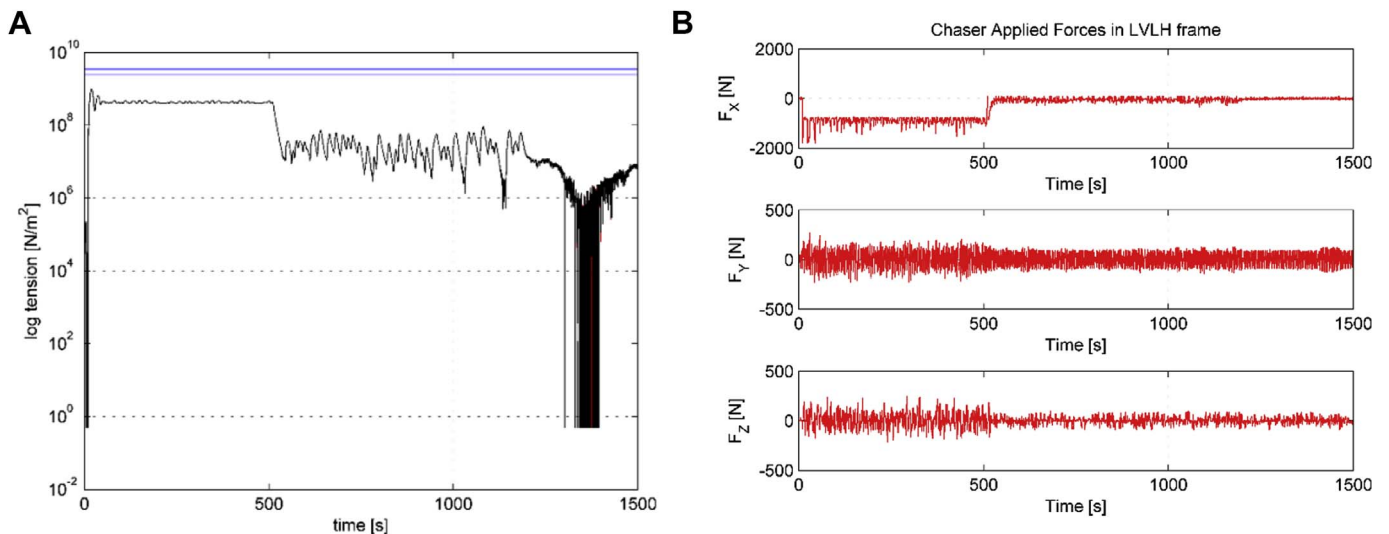 A
10^10
10^8
10^6
10^4
10^2
10^0
10^-2
log tension [N/m^2]
0
500
1000
1500
time [s]
B
Chaser Applied Forces in LVLH frame
2000
0
-2000
F_X [N]
0
500
1000
1500
Time [s]
500
0
-500
F_Y [N]
0
500
1000
1500
Time [s]
500
0
-500
F_Z [N]
0
500
1000
1500
Time [s]